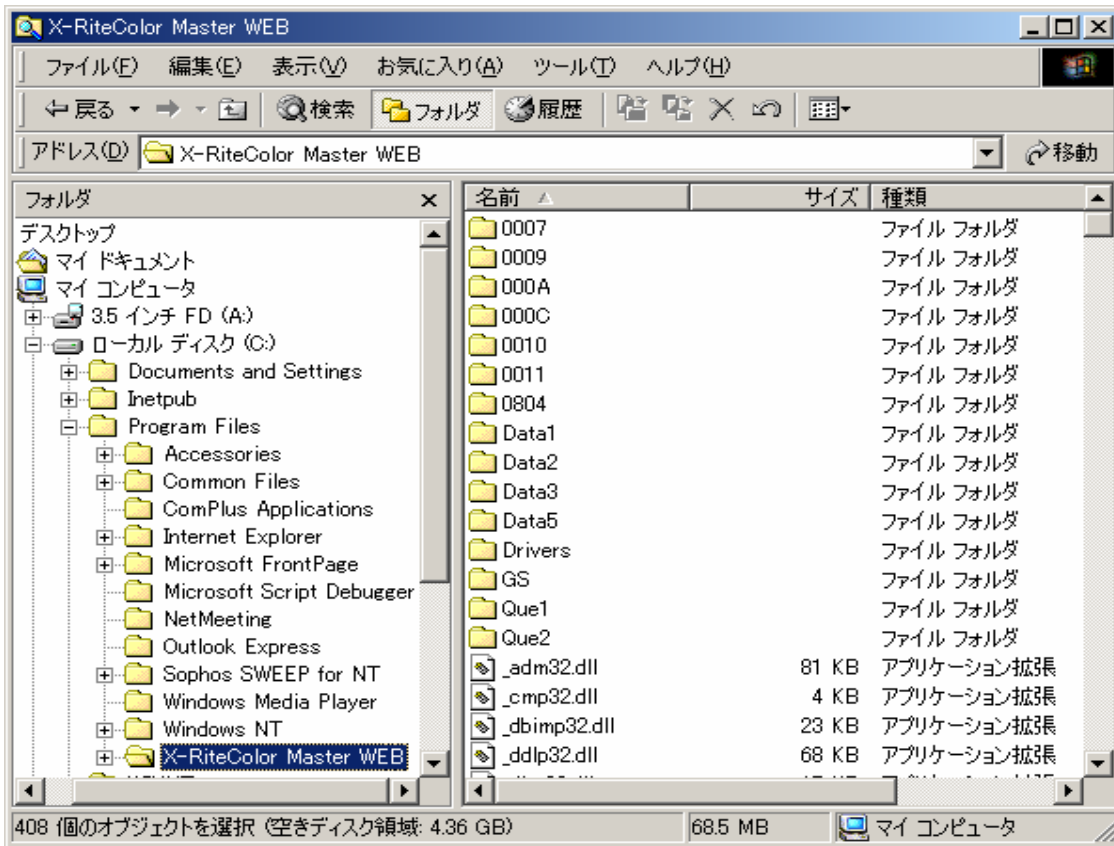 X-RiteColor Master WEB
ファイル(F) 編集(E) 表示(V) お気に入り(A) ツール(T) ヘルプ(H)
戻る 検索 フォルダ 履歴
アドレス(D) X-RiteColor Master WEB 移動
フォルダ
デスクトップ
マイ ドキュメント
マイ コンピュータ
3.5 インチ FD (A:)
ローカル ディスク (C:)
Documents and Settings
Inetpub
Program Files
Accessories
Common Files
ComPlus Applications
Internet Explorer
Microsoft FrontPage
Microsoft Script Debugger
NetMeeting
Outlook Express
Sophos SWEEP for NT
Windows Media Player
Windows NT
X-RiteColor Master WEB
名前 サイズ 種類
0007 ファイル フォルダ
0009 ファイル フォルダ
000A ファイル フォルダ
000C ファイル フォルダ
0010 ファイル フォルダ
0011 ファイル フォルダ
0804 ファイル フォルダ
Data1 ファイル フォルダ
Data2 ファイル フォルダ
Data3 ファイル フォルダ
Data5 ファイル フォルダ
Drivers ファイル フォルダ
GS ファイル フォルダ
Que1 ファイル フォルダ
Que2 ファイル フォルダ
_adm32.dll 81 KB アプリケーション拡張
_cmp32.dll 4 KB アプリケーション拡張
_dbimp32.dll 23 KB アプリケーション拡張
_ddlp32.dll 68 KB アプリケーション拡張
408 個のオブジェクトを選択 (空きディスク領域: 4.36 GB) 68.5 MB マイ コンピュータ